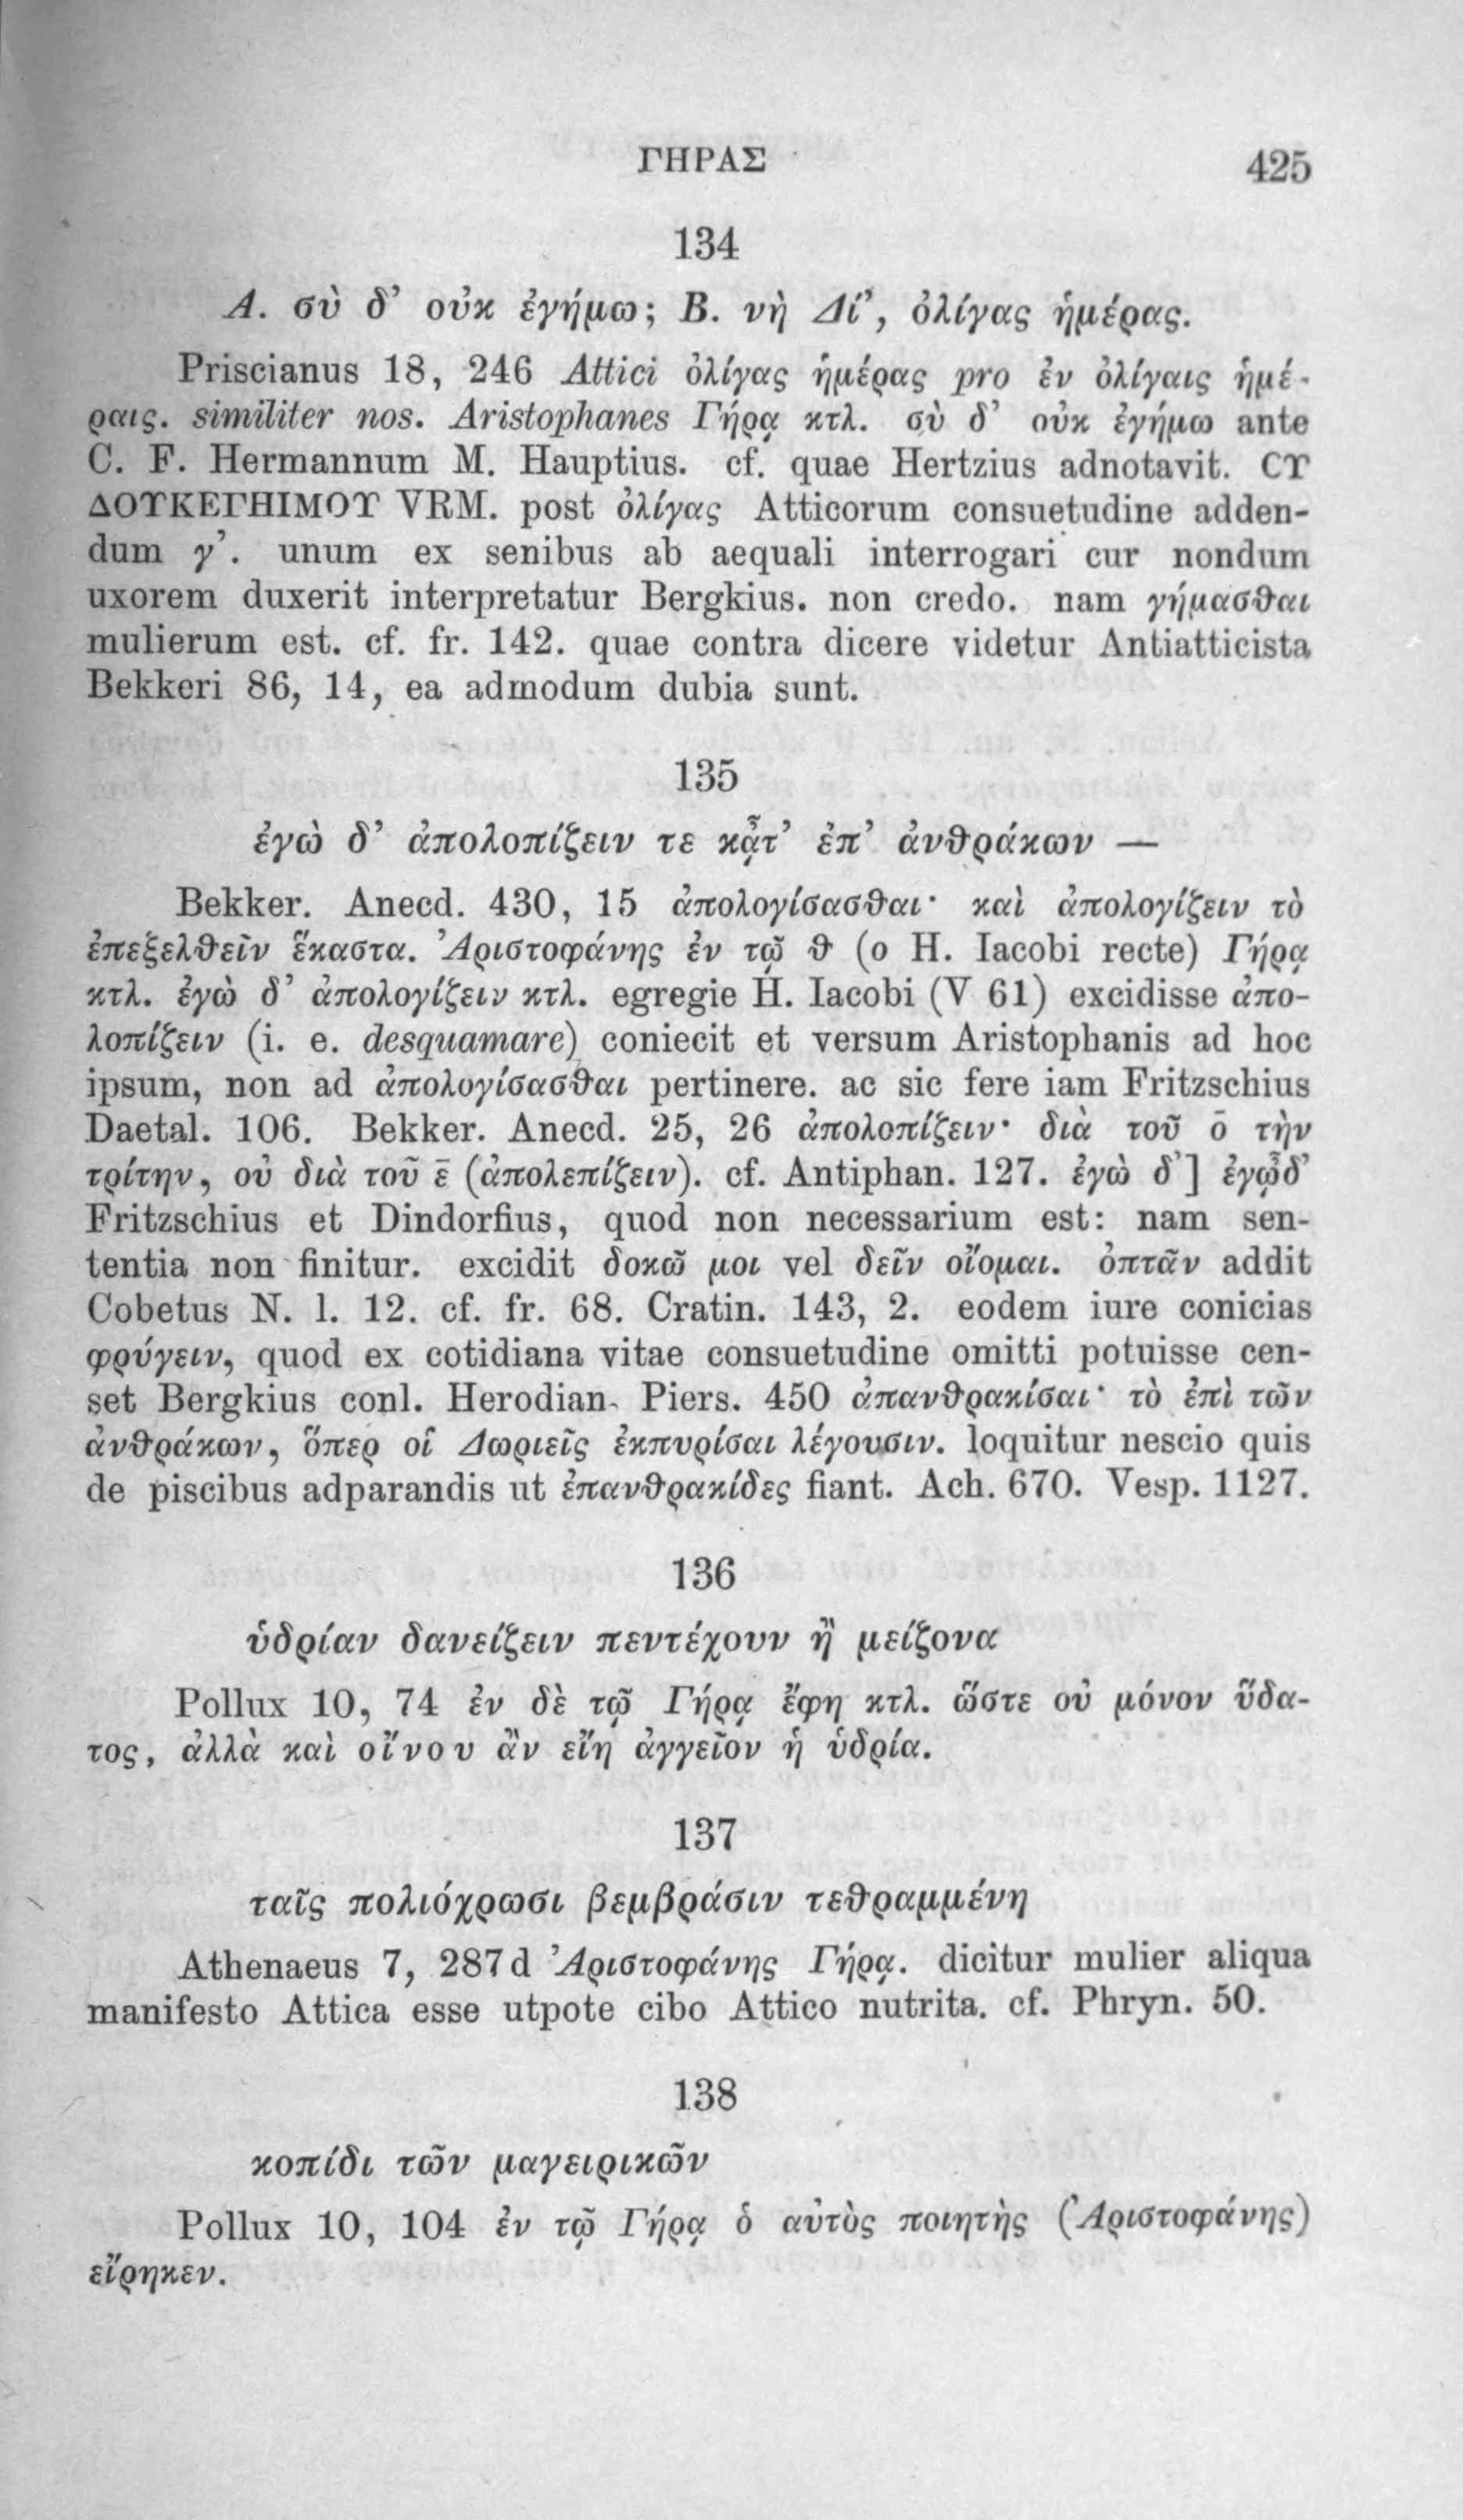 ΓΗΡΑΣ 425
134
Α. σὺ δ’ οὐκ ἐγήμω; Β. νὴ Δί’, ὀλίγας ἡμέρας.
Priscianus 18, 246 Attici ὀλίγας ἡμέρας pro ἐν ὀλίγαις ἡμέ-
ραις. similiter nos. Aristophanes Γήρᾳ κτλ. σὺ δ’ οὐκ ἐγήμω ante
C. F. Hermannum M. Hauptius. cf. quae Hertzius adnotavit. CΥ
ΔΟΥΚΕΓΗΙΜΟΥ VRM. post ὀλίγας Atticorum consuetudine adden-
dum γ’. unum ex senibus ab aequali interrogari cur nondum
uxorem duxerit interpretatur Bergkius. non credo. nam γήμασθαι
mulierum est. cf. fr. 142. quae contra dicere videtur Antiatticista
Bekkeri 86, 14, ea admodum dubia sunt.
135
ἐγὼ δ’ ἀπολοπίζειν τε κᾆτ’ ἐπ’ ἀνθράκων —
Bekker. Anecd. 430, 15 ἀπολογίσασθαι· καὶ ἀπολογίζειν τὸ
ἐπεξελθεῖν ἕκαστα. Ἀριστοφάνης ἐν τῷ θ (ο H. Iacobi recte) Γήρᾳ
κτλ. ἐγὼ δ’ ἀπολογίζειν κτλ. egregie H. Iacobi (V 61) excidisse ἀπο-
λοπίζειν (i. e. desquamare) coniecit et versum Aristophanis ad hoc
ipsum, non ad ἀπολογίσασθαι pertinere. ac sic fere iam Fritzschius
Daetal. 106. Bekker. Anecd. 25, 26 ἀπολοπίζειν· διὰ τοῦ ο̄ τὴν
τρίτην, οὐ διὰ τοῦ ε̄ (ἀπολεπίζειν). cf. Antiphan. 127. ἐγὼ δ’] ἐγᾦδ’
Fritzschius et Dindorfius, quod non necessarium est: nam sen-
tentia non finitur. excidit δοκῶ μοι vel δεῖν οἴομαι. ὀπτᾶν addit
Cobetus N. l. 12. cf. fr. 68. Cratin. 143, 2. eodem iure conicias
φρύγειν, quod ex cotidiana vitae consuetudine omitti potuisse cen-
set Bergkius conl. Herodian. Piers. 450 ἀπανθρακίσαι· τὸ ἐπὶ τῶν
ἀνθράκων, ὅπερ οἱ Δωριεῖς ἐκπυρίσαι λέγουσιν. loquitur nescio quis
de piscibus adparandis ut ἐπανθρακίδες fiant. Ach. 670. Vesp. 1127.
136
ὑδρίαν δανείζειν πεντέχουν ἢ μείζονα
Pollux 10, 74 ἐν δὲ τῷ Γήρᾳ ἔφη κτλ. ὥστε οὐ μόνον ὕδα-
τος, ἀλλὰ καὶ οἴνου ἂν εἴη ἀγγεῖον ἡ ὑδρία.
137
ταῖς πολιόχρωσι βεμβράσιν τεθραμμένη
Athenaeus 7, 287 d Ἀριστοφάνης Γήρᾳ. dicitur mulier aliqua
manifesto Attica esse utpote cibo Attico nutrita. cf. Phryn. 50.
138
κοπίδι τῶν μαγειρικῶν
Pollux 10, 104 ἐν τῷ Γήρᾳ ὁ αὐτὸς ποιητὴς (Ἀριστοφάνης)
εἴρηκεν.